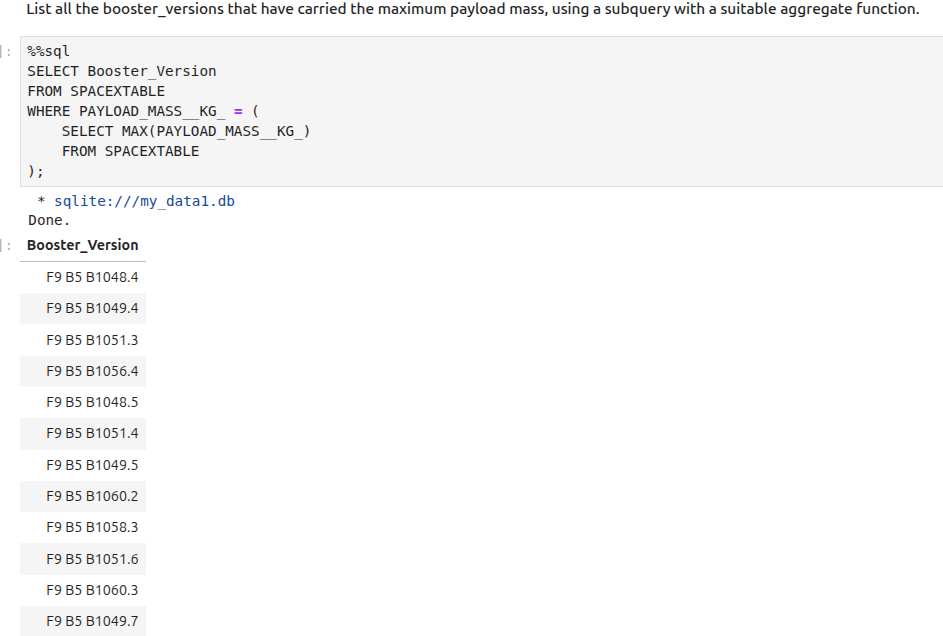 List all the booster_versions that have carried the maximum payload mass, using a subquery with a suitable aggregate function.
]:
%%sql
SELECT Booster_Version
FROM SPACEXTABLE
WHERE PAYLOAD_MASS__KG_ = (
    SELECT MAX(PAYLOAD_MASS__KG_)
    FROM SPACEXTABLE
);
* sqlite:///my_data1.db
Done.
]:
Booster_Version
F9 B5 B1048.4
F9 B5 B1049.4
F9 B5 B1051.3
F9 B5 B1056.4
F9 B5 B1048.5
F9 B5 B1051.4
F9 B5 B1049.5
F9 B5 B1060.2
F9 B5 B1058.3
F9 B5 B1051.6
F9 B5 B1060.3
F9 B5 B1049.7